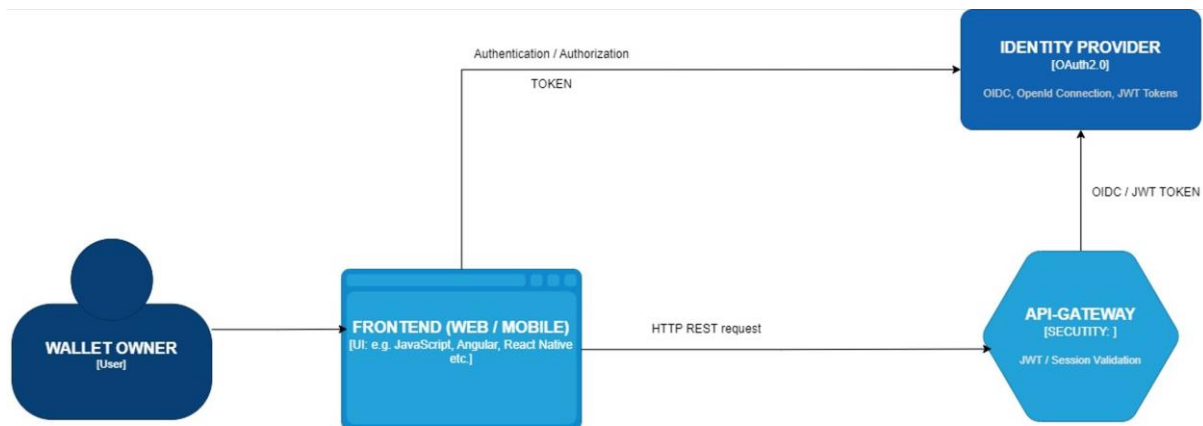 IDENTITY PROVIDER
[OAuth2.0]
OIDC, OpenId Connection, JWT Tokens
Authentication / Authorization
TOKEN
OIDC / JWT TOKEN
WALLET OWNER
[User]
FRONTEND (WEB / MOBILE)
[UI: e.g. JavaScript, Angular, React Native
etc.]
HTTP REST request
API-GATEWAY
[SECUTITY: ]
JWT / Session Validation